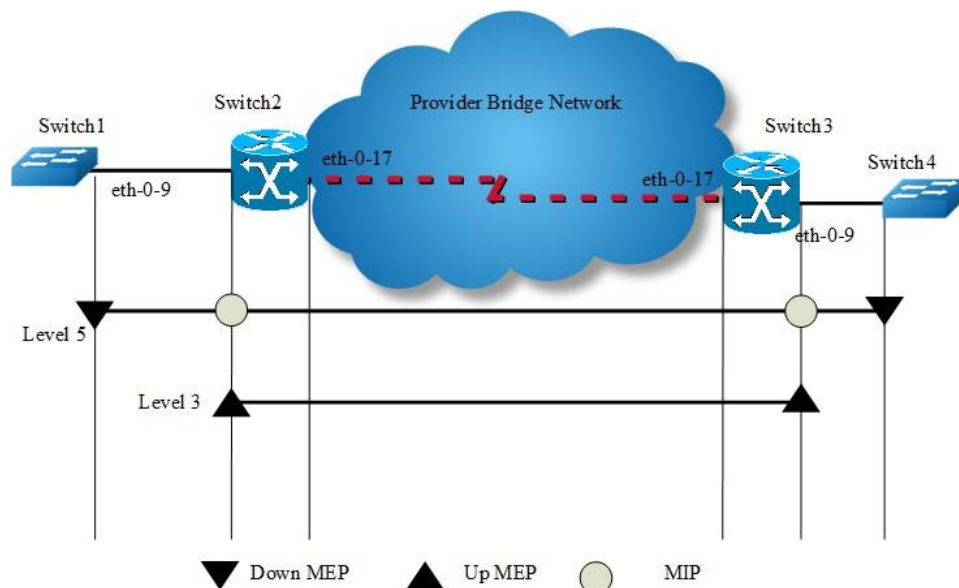 Provider Bridge Network
Switch2
Switch1
Switch3
Switch4
eth-0-17
eth-0-9
eth-0-17
eth-0-9
Level 5
Level 3
Down MEP
Up MEP
MIP